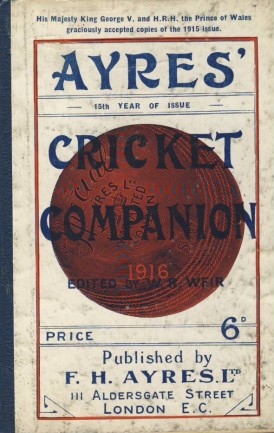 His Majesty King George V. and H.R.H. the Prince of Wales
graciously accepted copies of the 1915 issue.
AYRES'
15th YEAR OF ISSUE
CRICKET
COMPANION
1916
EDITED by W. R. WEIR
PRICE 6D
Published by
F. H. AYRES. LTD
111 ALDERSGATE STREET
LONDON E.C.